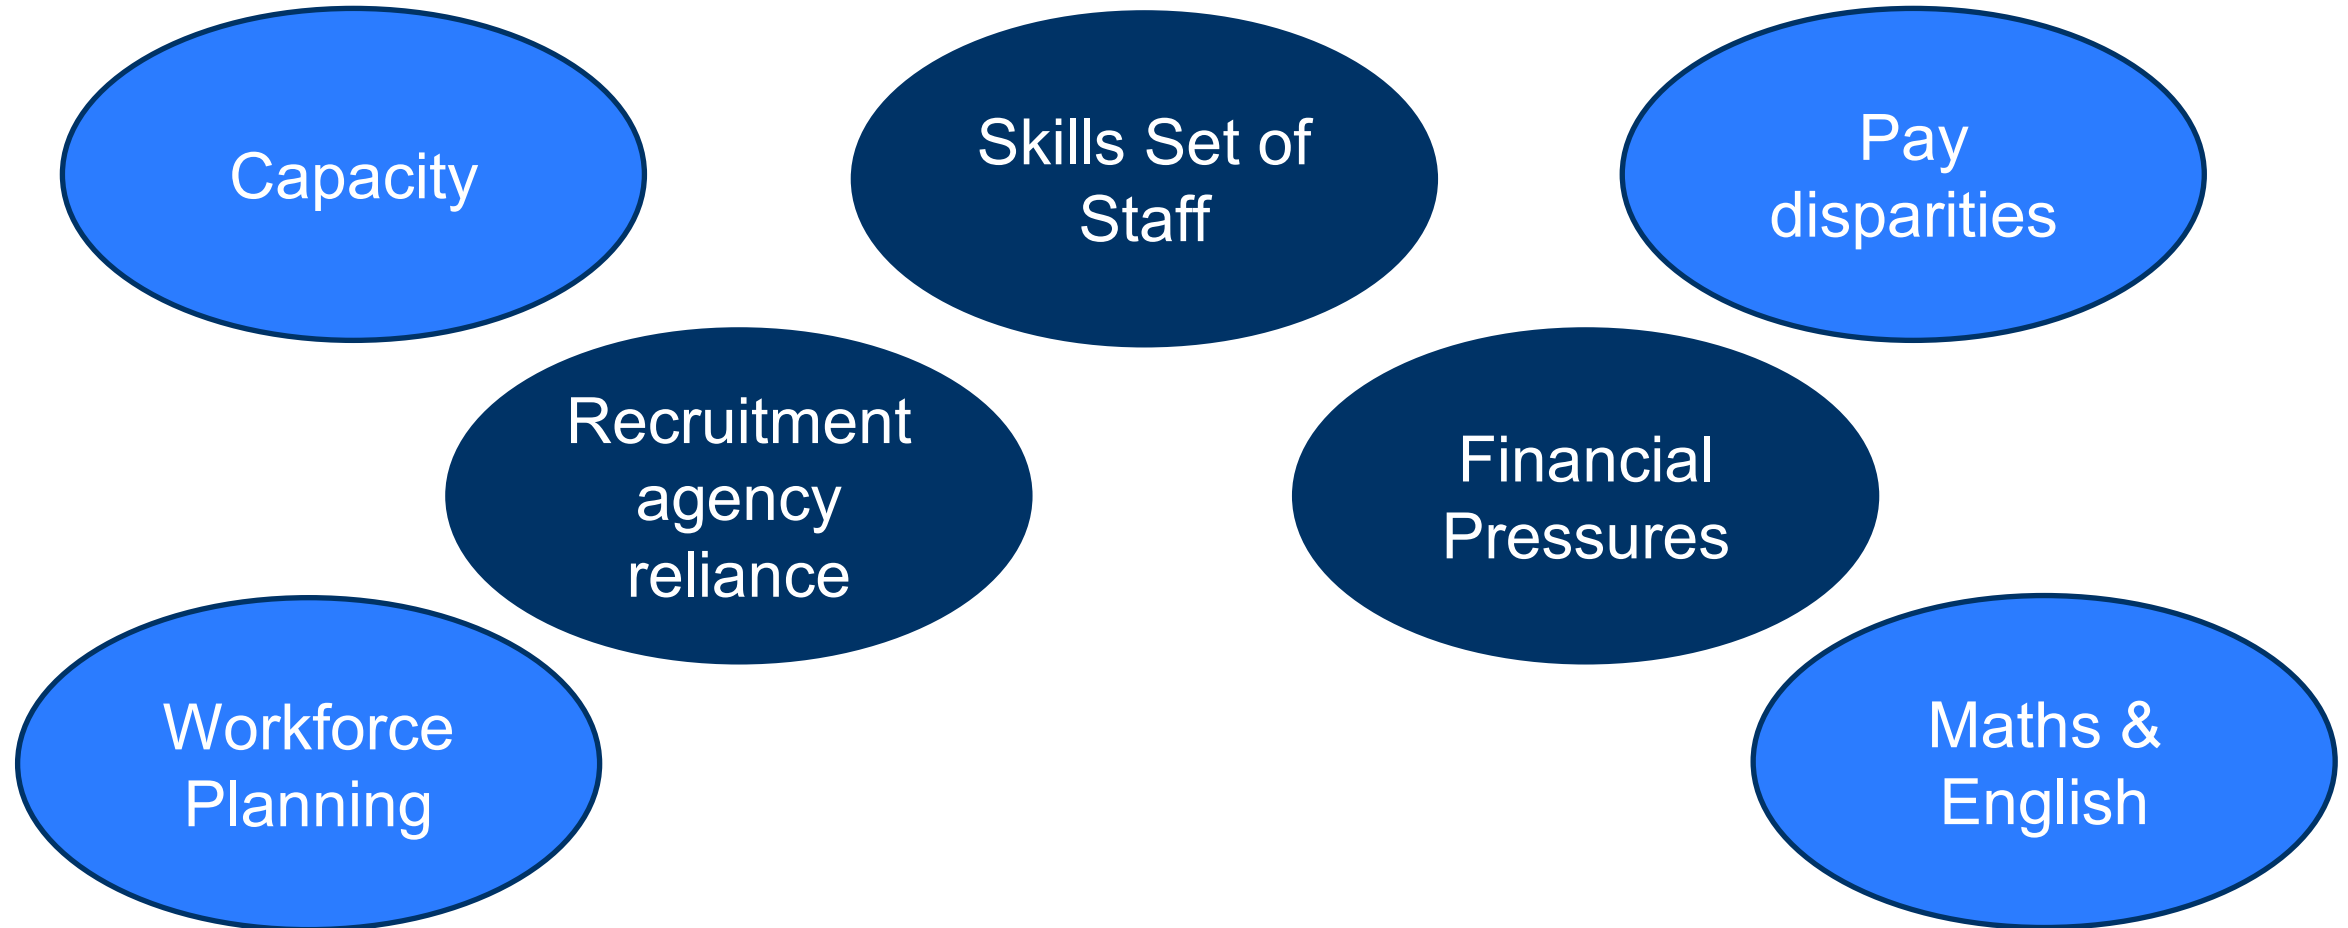 Capacity
Skills Set of
Staff
Pay
disparities
Recruitment
agency
reliance
Financial
Pressures
Workforce
Planning
Maths &
English